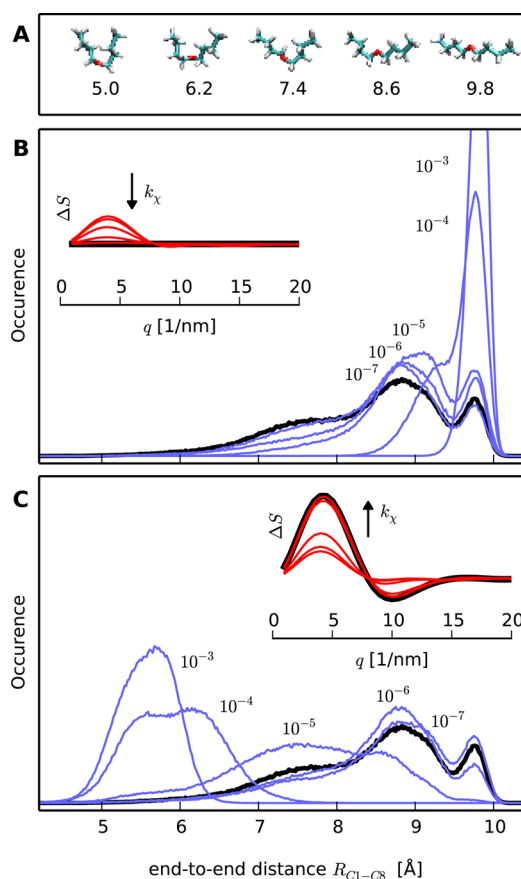 A
5.0 6.2 7.4 8.6 9.8
B
ΔS
k_χ
0 5 10 15 20
q [1/nm]
10⁻³
10⁻⁴
10⁻⁵
10⁻⁶
10⁻⁷
Occurence
C
ΔS
k_χ
0 5 10 15 20
q [1/nm]
10⁻³
10⁻⁴
10⁻⁵
10⁻⁶
10⁻⁷
Occurence
5 6 7 8 9 10
end-to-end distance R_{C1−C8} [Å]